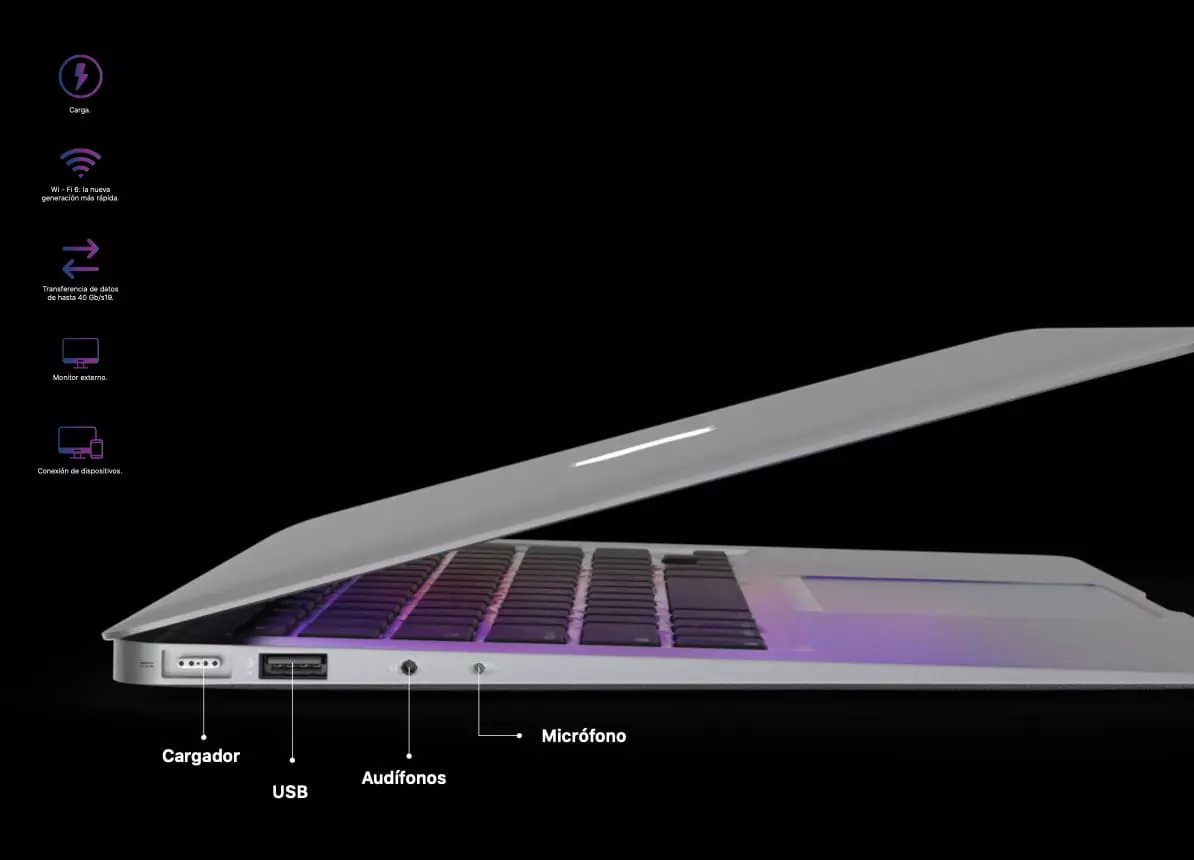 Carga.
Wi - Fi 6: la nueva
generación más rápida.
Transferencia de datos
de hasta 40 Gb/s19.
Monitor externo.
Conexión de dispositivos.
Micrófono
Cargador
Audífonos
USB